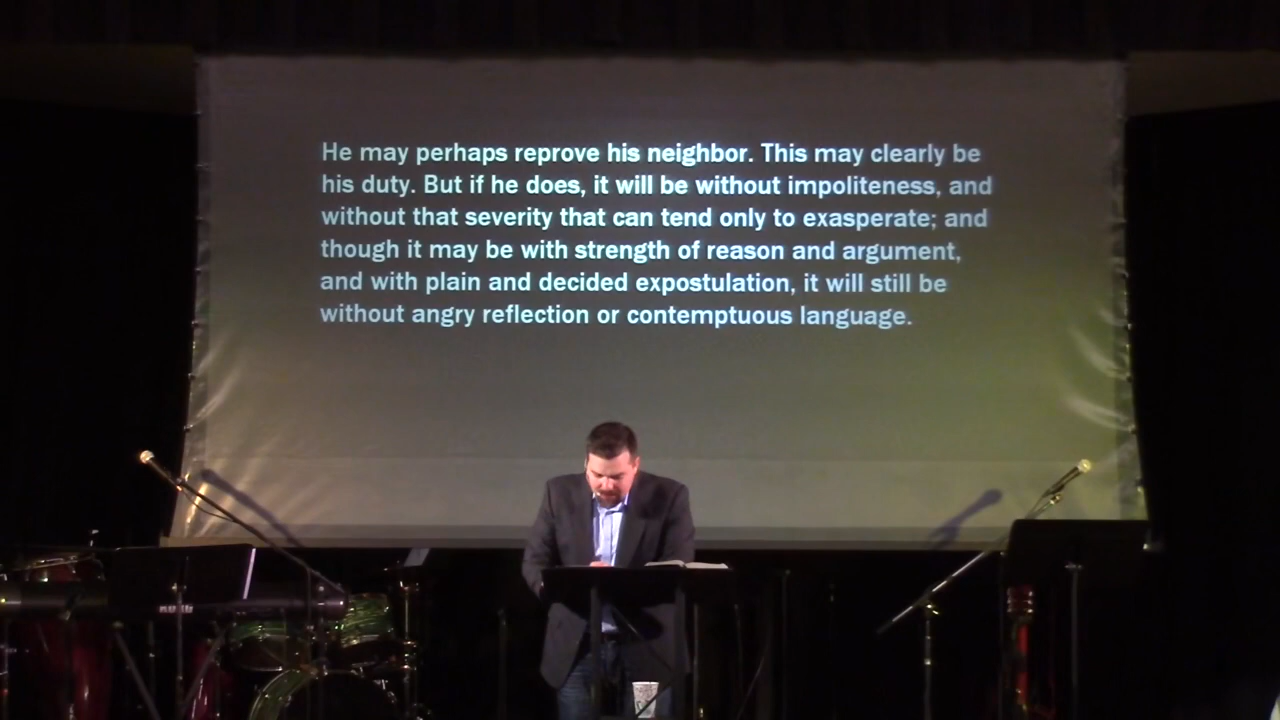 He may perhaps reprove his neighbor. This may clearly be
his duty. But if he does, it will be without impoliteness, and
without that severity that can tend only to exasperate; and
though it may be with strength of reason and argument,
and with plain and decided expostulation, it will still be
without angry reflection or contemptuous language.
KORG